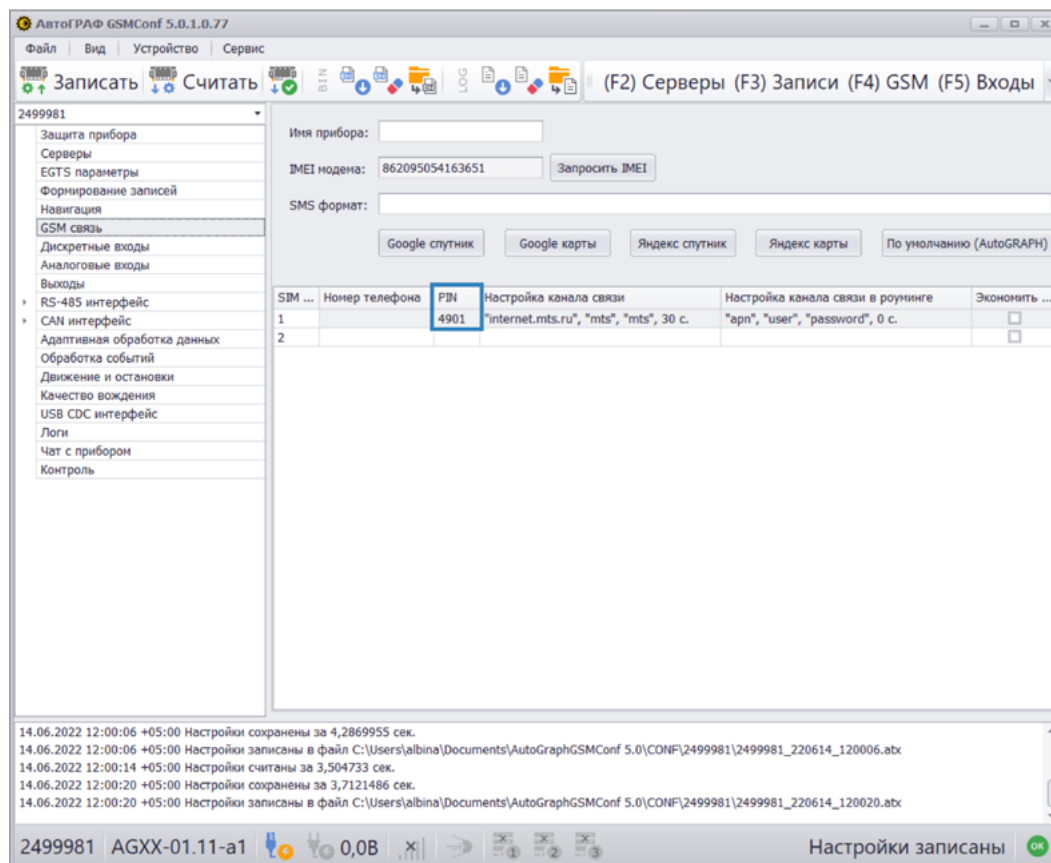 АвтоГРАФ GSMConf 5.0.1.0.77
Файл Вид Устройство Сервис
Записать Считать BIN LOG (F2) Серверы (F3) Записи (F4) GSM (F5) Входы
2499981
Защита прибора
Серверы
EGTS параметры
Формирование записей
Навигация
GSM связь
Дискретные входы
Аналоговые входы
Выходы
RS-485 интерфейс
CAN интерфейс
Адаптивная обработка данных
Обработка событий
Движение и остановки
Качество вождения
USB CDC интерфейс
Логи
Чат с прибором
Контроль
Имя прибора:
IMEI модема: 862095054163651 Запросить IMEI
SMS формат:
Google спутник Google карты Яндекс спутник Яндекс карты По умолчанию (AutoGRAPH)
SIM ... Номер телефона PIN Настройка канала связи Настройка канала связи в роуминге Экономить ...
1 4901 "internet.mts.ru", "mts", "mts", 30 с. "apn", "user", "password", 0 с.
2
14.06.2022 12:00:06 +05:00 Настройки сохранены за 4,2869955 сек.
14.06.2022 12:00:06 +05:00 Настройки записаны в файл C:\Users\albina\Documents\AutoGraphGSMConf 5.0\CONF\2499981\2499981_220614_120006.atx
14.06.2022 12:00:14 +05:00 Настройки считаны за 3,504733 сек.
14.06.2022 12:00:20 +05:00 Настройки сохранены за 3,7121486 сек.
14.06.2022 12:00:20 +05:00 Настройки записаны в файл C:\Users\albina\Documents\AutoGraphGSMConf 5.0\CONF\2499981\2499981_220614_120020.atx
2499981 AGXX-01.11-a1 0,0В 1 2 3 Настройки записаны OK